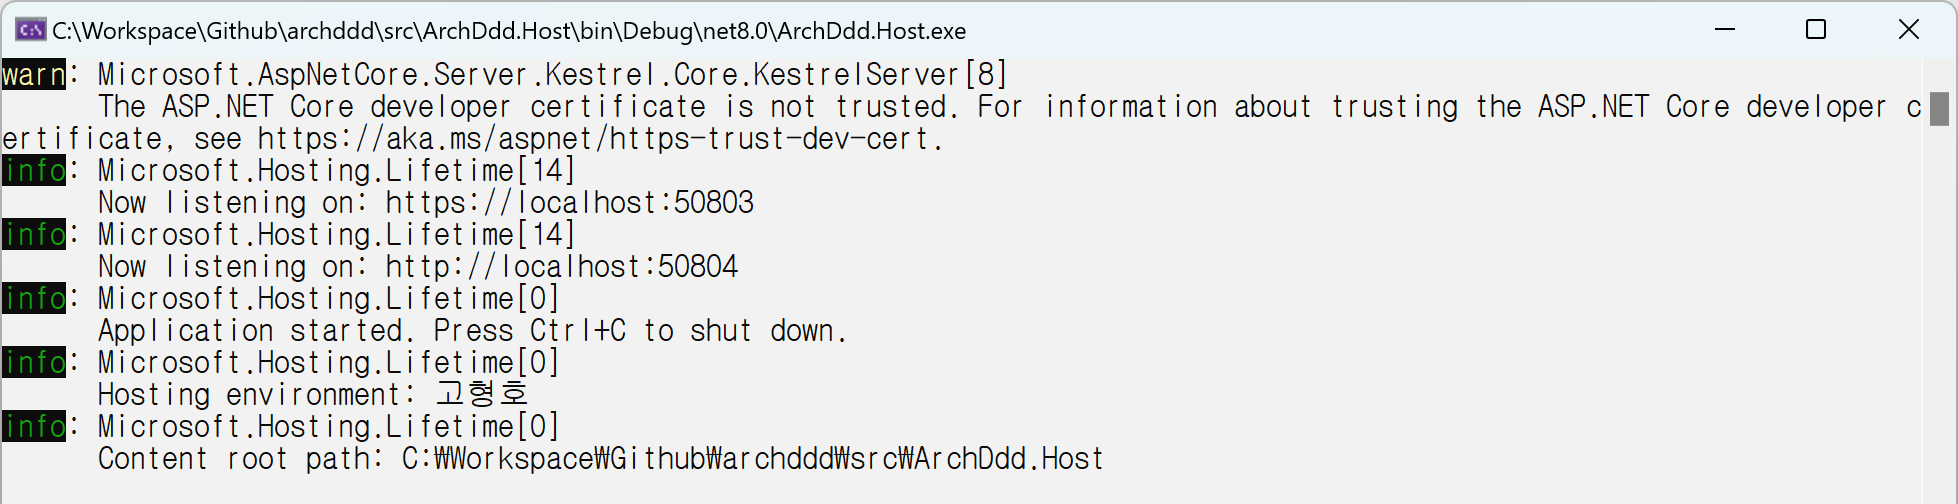 C:\Workspace\Github\archddd\src\ArchDdd.Host\bin\Debug\net8.0\ArchDdd.Host.exe
warn: Microsoft.AspNetCore.Server.Kestrel.Core.KestrelServer[8]
The ASP.NET Core developer certificate is not trusted. For information about trusting the ASP.NET Core developer c
ertificate, see https://aka.ms/aspnet/https-trust-dev-cert.
info: Microsoft.Hosting.Lifetime[14]
Now listening on: https://localhost:50803
info: Microsoft.Hosting.Lifetime[14]
Now listening on: http://localhost:50804
info: Microsoft.Hosting.Lifetime[0]
Application started. Press Ctrl+C to shut down.
info: Microsoft.Hosting.Lifetime[0]
Hosting environment: 고형호
info: Microsoft.Hosting.Lifetime[0]
Content root path: C:₩Workspace₩Github₩archddd₩src₩ArchDdd.Host